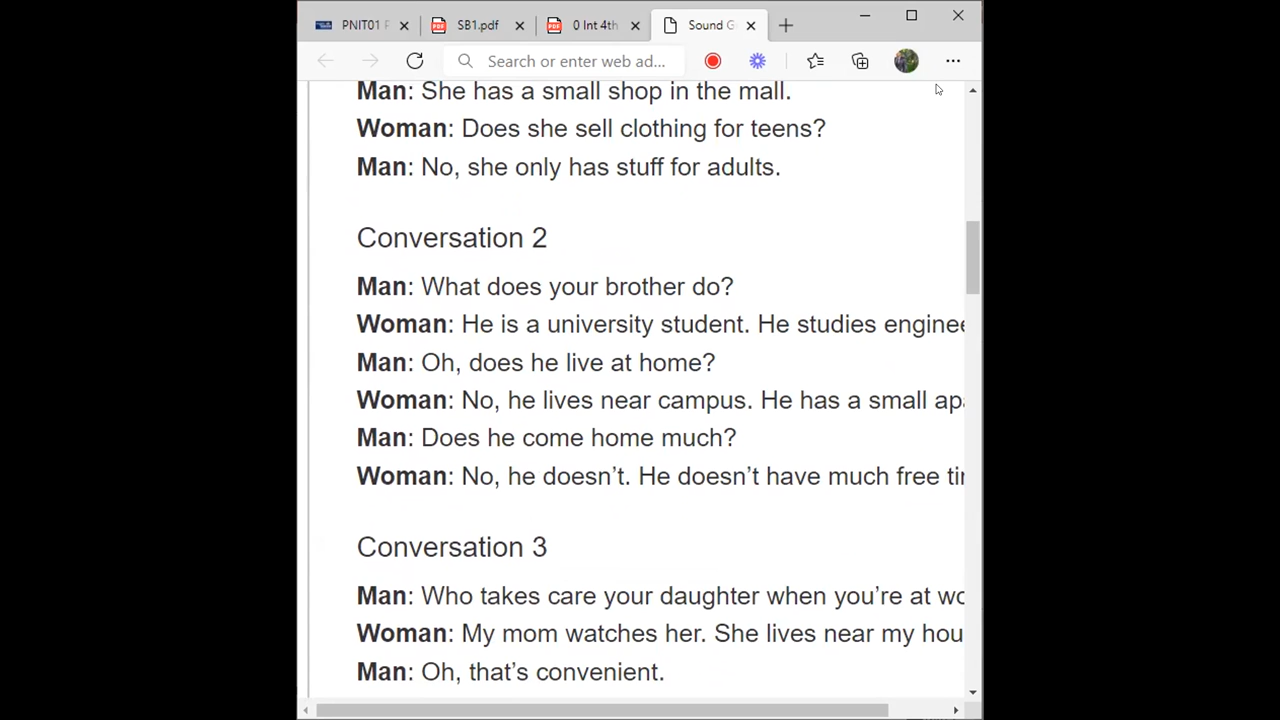 PNIT01
SB1.pdf
0 Int 4th
Sound G
Search or enter web ad...
Man: She has a small shop in the mall.
Woman: Does she sell clothing for teens?
Man: No, she only has stuff for adults.
Conversation 2
Man: What does your brother do?
Woman: He is a university student. He studies
Man: Oh, does he live at home?
Woman: No, he lives near campus. He has a small
Man: Does he come home much?
Woman: No, he doesn’t. He doesn’t have much free
Conversation 3
Man: Who takes care your daughter when you’re at
Woman: My mom watches her. She lives near my
Man: Oh, that’s convenient.